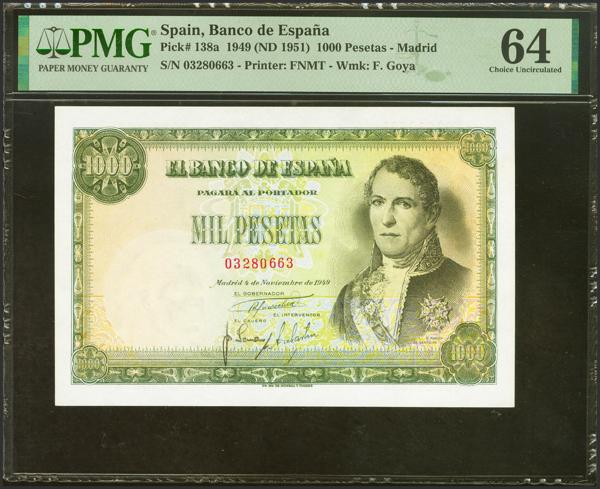 PMG
PAPER MONEY GUARANTY
Spain, Banco de España
Pick# 138a 1949 (ND 1951) 1000 Pesetas - Madrid
S/N 03280663 - Printer: FNMT - Wmk: F. Goya
64
Choice Uncirculated
1000
1000
EL BANCO DE ESPAÑA
PAGARÁ AL PORTADOR
MIL PESETAS
03280663
Madrid 4 de Noviembre de 1949
EL GOBERNADOR
EL INTERVENTOR
EL CAJERO
1000
1000